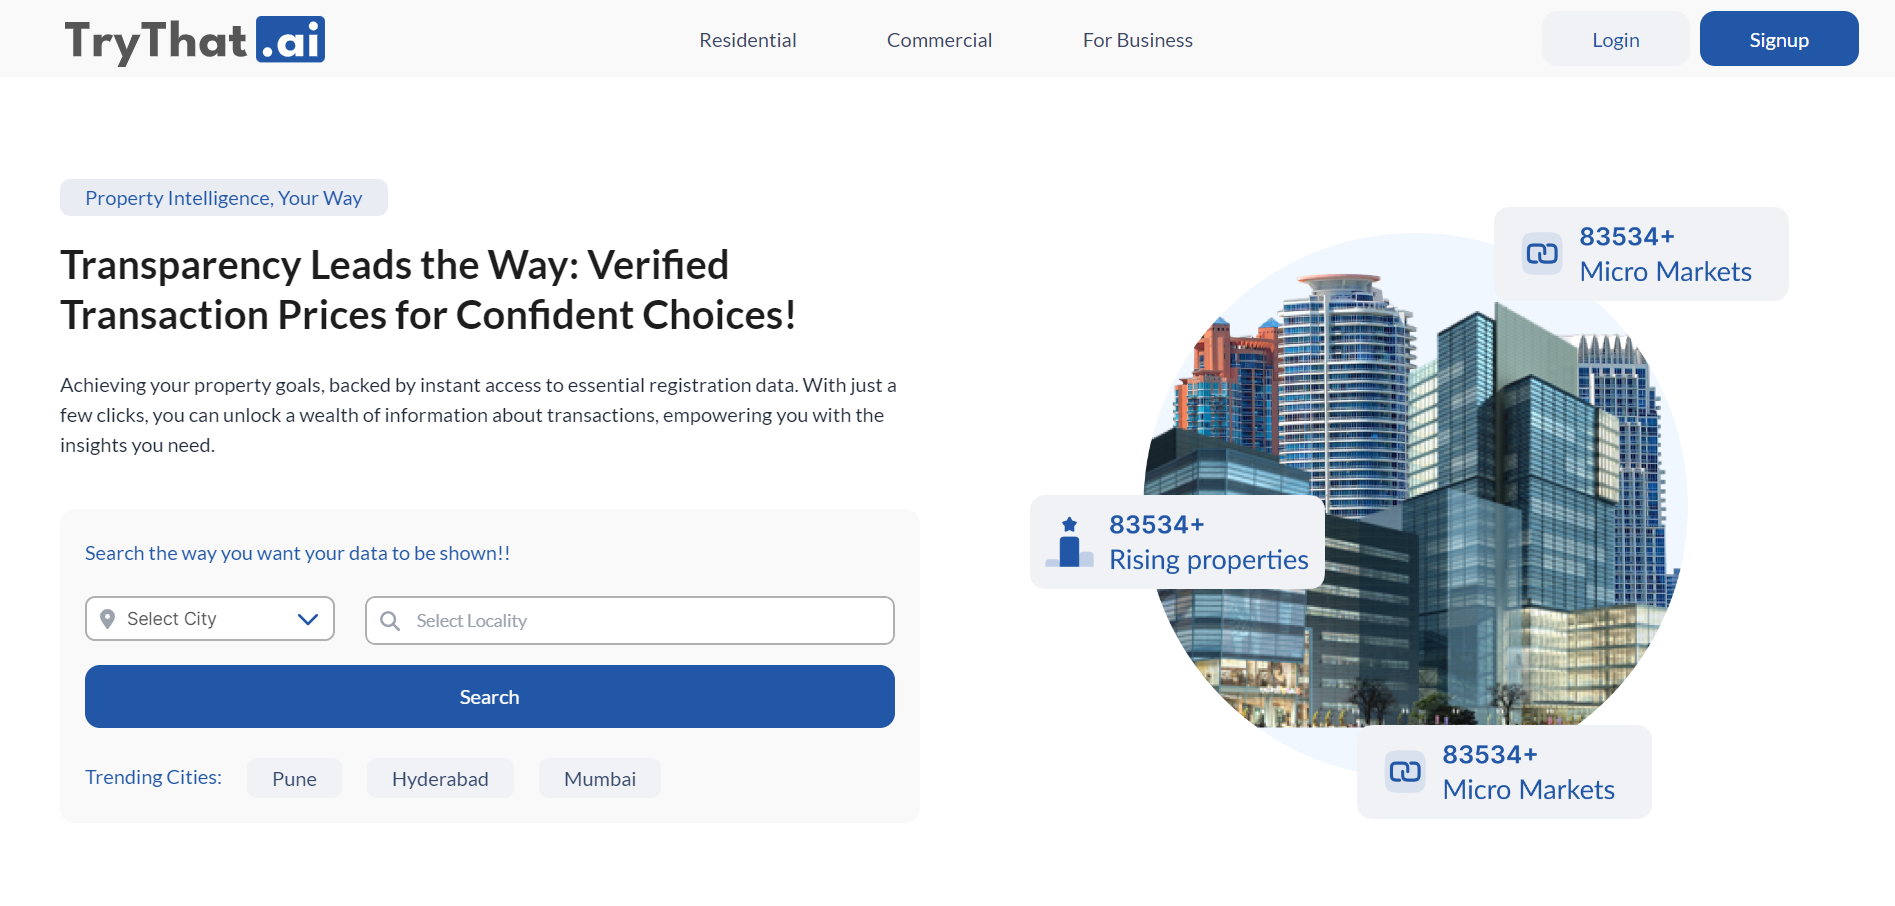 TryThat.ai
Residential
Commercial
For Business
Login
Signup
Property Intelligence, Your Way
Transparency Leads the Way: Verified
Transaction Prices for Confident Choices!
Achieving your property goals, backed by instant access to essential registration data. With just a
few clicks, you can unlock a wealth of information about transactions, empowering you with the
insights you need.
Search the way you want your data to be shown!!
Select City
Select Locality
Search
Trending Cities:
Pune
Hyderabad
Mumbai
83534+
Micro Markets
83534+
Rising properties
83534+
Micro Markets